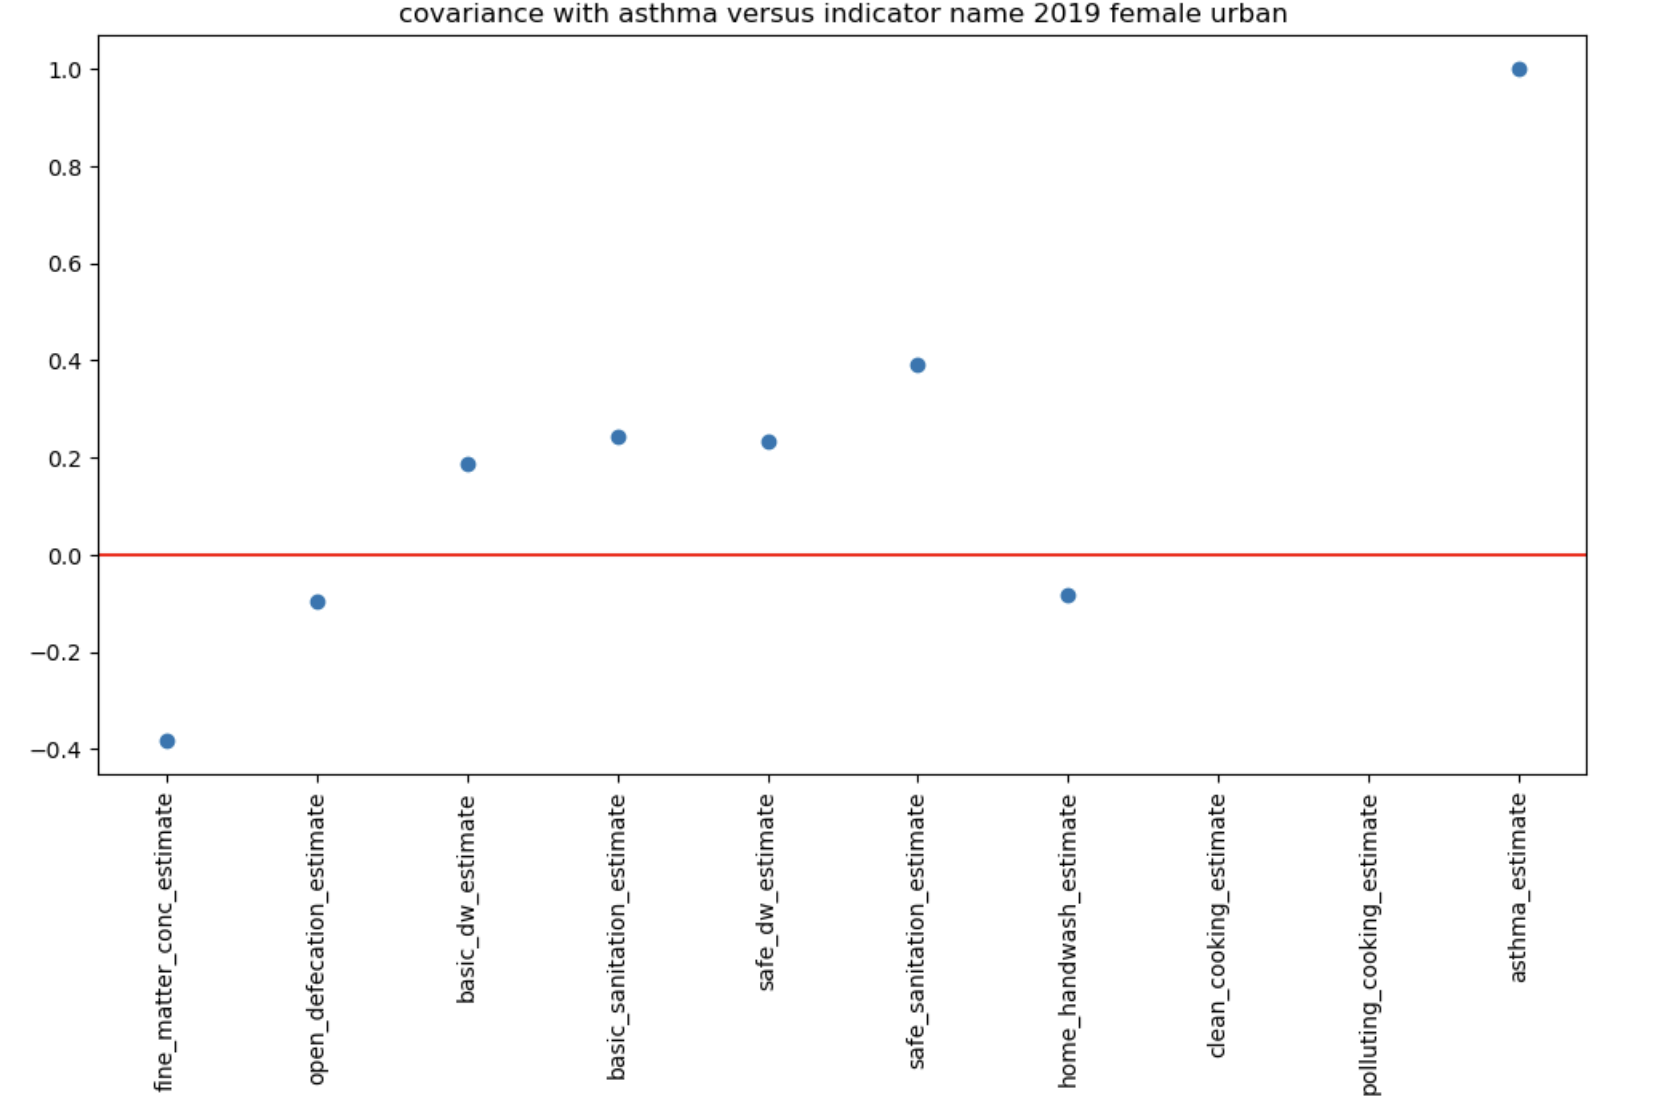 covariance with asthma versus indicator name 2019 female urban
1.0
0.8
0.6
0.4
0.2
0.0
−0.2
−0.4
fine_matter_conc_estimate
open_defecation_estimate
basic_dw_estimate
basic_sanitation_estimate
safe_dw_estimate
safe_sanitation_estimate
home_handwash_estimate
clean_cooking_estimate
polluting_cooking_estimate
asthma_estimate